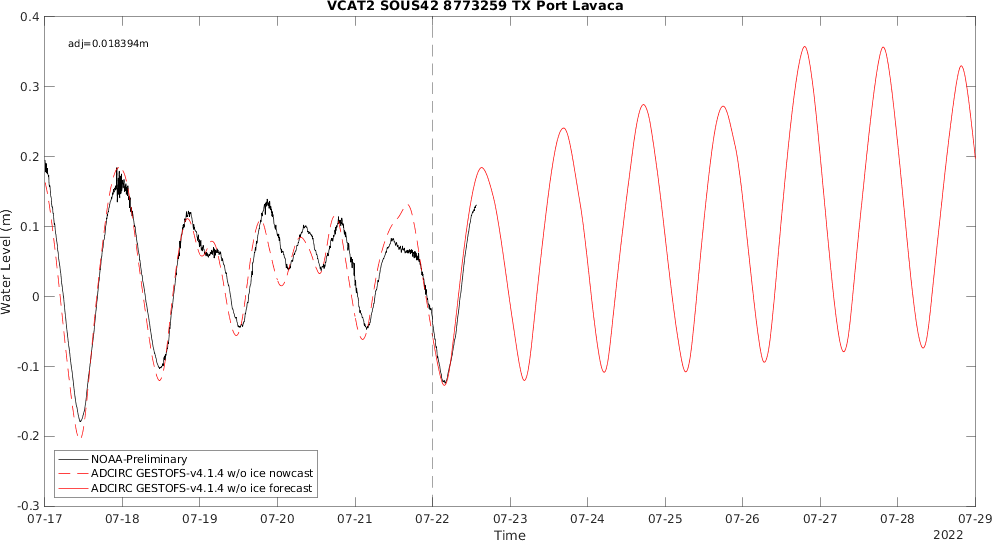 VCAT2 SOUS42 8773259 TX Port Lavaca
adj=0.018394m
Water Level (m)
0.4
0.3
0.2
0.1
0
-0.1
-0.2
-0.3
NOAA-Preliminary
ADCIRC GESTOFS-v4.1.4 w/o ice nowcast
ADCIRC GESTOFS-v4.1.4 w/o ice forecast
07-17 07-18 07-19 07-20 07-21 07-22 07-23 07-24 07-25 07-26 07-27 07-28 07-29
Time
2022